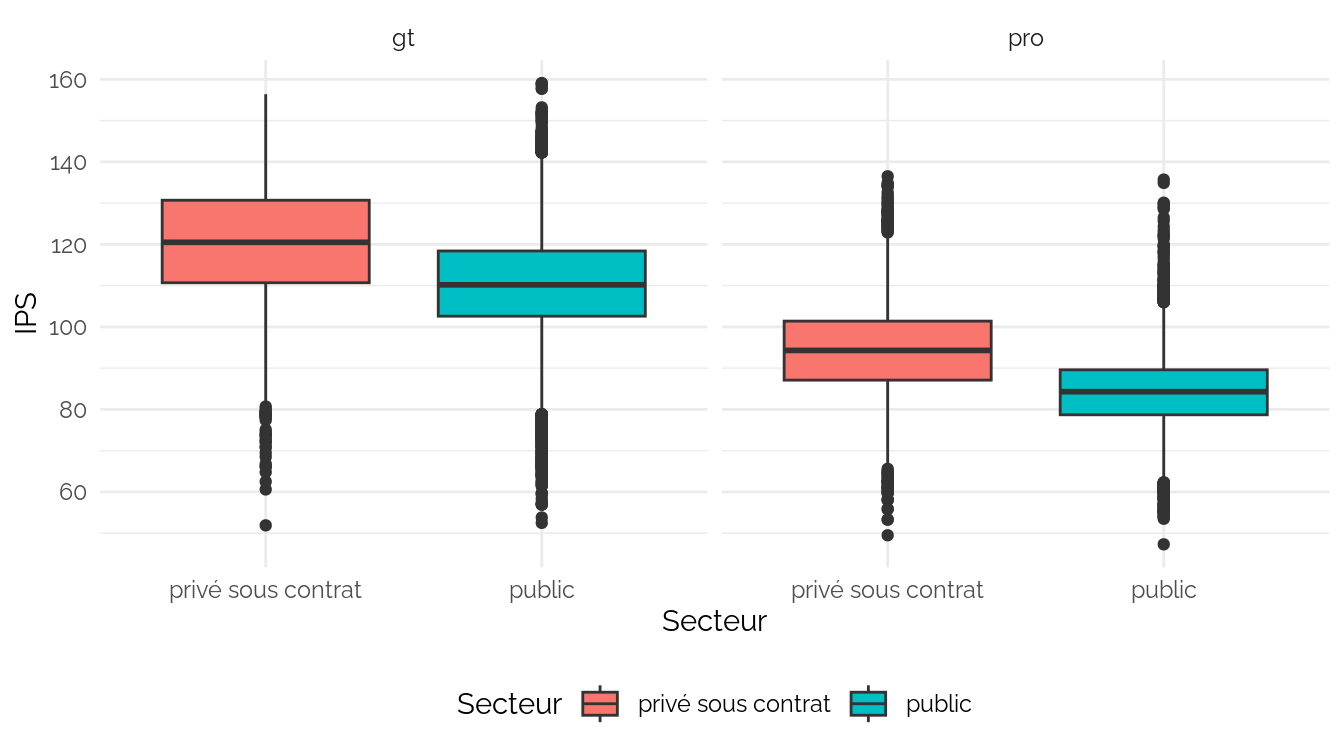 gt
pro
IPS
160
140
120
100
80
60
privé sous contrat
public
privé sous contrat
public
Secteur
Secteur privé sous contrat public